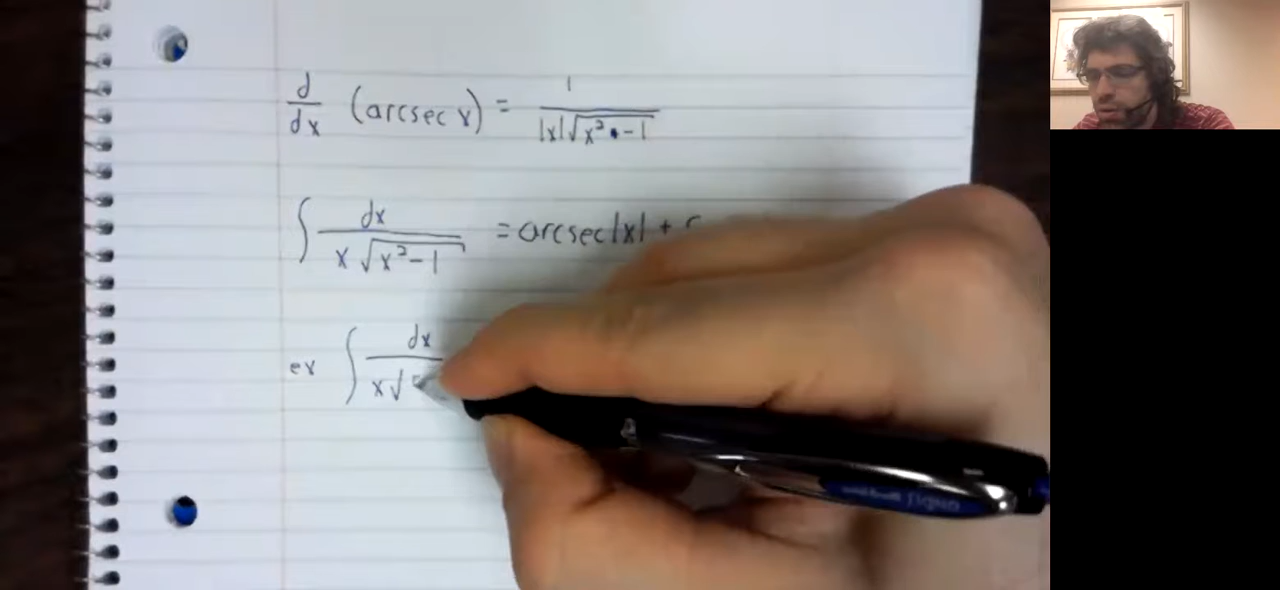 d/dx (arcsec x) = 1/(|x|√(x² - 1))
∫ dx/(x√(x² - 1)) = arcsec|x| +
ex ∫ dx/(x√